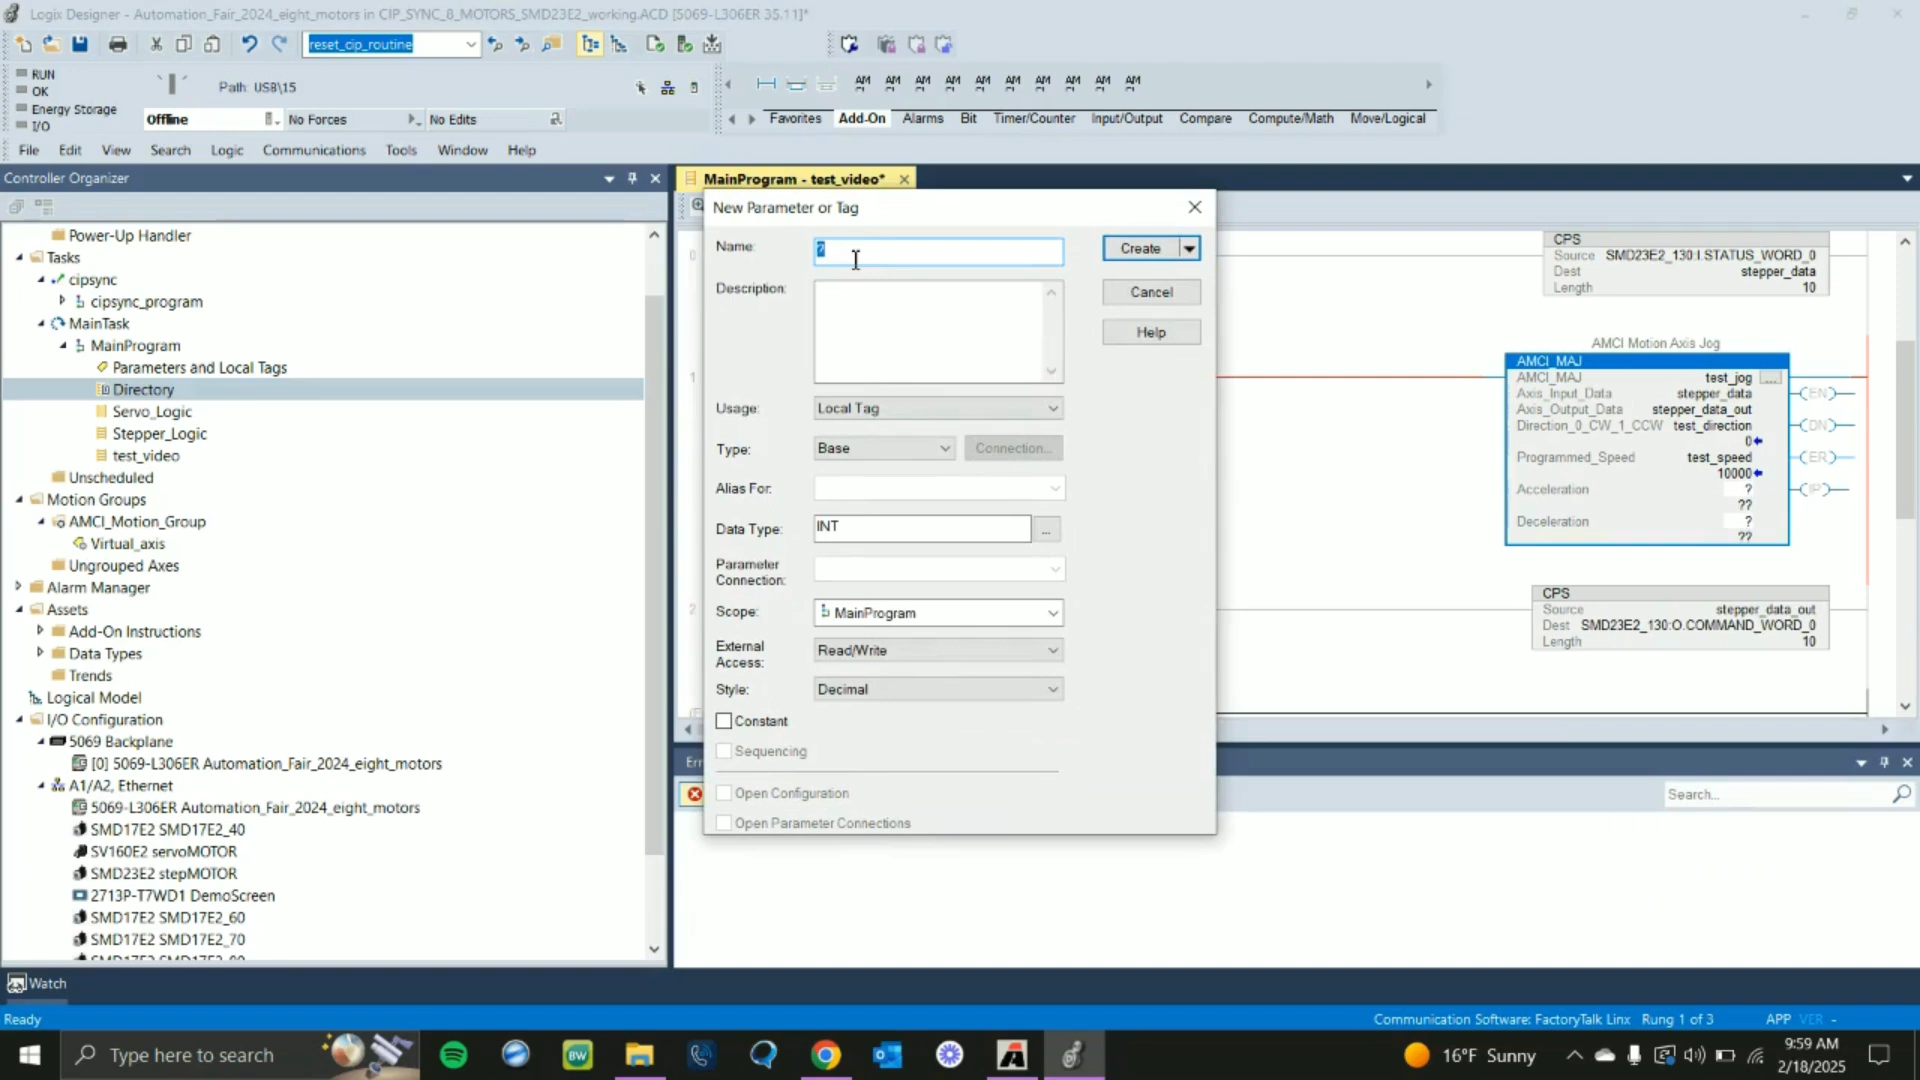 Logix Designer - Automation_Fair_2024_eight_motors in CIP_SYNC_8_MOTORS_SMD23E2_working.ACD [5069-L306ER 35.11]*
reset_cip_routine
RUN
OK
Energy Storage
I/O
Path: USB\15
Offline
No Forces
No Edits
Favorites Add-On Alarms Bit Timer/Counter Input/Output Compare Compute/Math Move/Logical
File Edit View Search Logic Communications Tools Window Help
Controller Organizer
Power-Up Handler
Tasks
cipsync
cipsync_program
MainTask
MainProgram
Parameters and Local Tags
Directory
Servo_Logic
Stepper_Logic
test_video
Unscheduled
Motion Groups
AMCI_Motion_Group
Virtual_axis
Ungrouped Axes
Alarm Manager
Assets
Add-On Instructions
Data Types
Trends
Logical Model
I/O Configuration
5069 Backplane
[0] 5069-L306ER Automation_Fair_2024_eight_motors
A1/A2, Ethernet
5069-L306ER Automation_Fair_2024_eight_motors
SMD17E2 SMD17E2_40
SV160E2 servoMOTOR
SMD23E2 stepMOTOR
2713P-T7WD1 DemoScreen
SMD17E2 SMD17E2_60
SMD17E2 SMD17E2_70
MainProgram - test_video*
New Parameter or Tag
Name: ?
Create
Description:
Cancel
Help
Usage: Local Tag
Type: Base
Connection...
Alias For:
Data Type: INT
...
Parameter
Connection:
Scope: MainProgram
External
Access:
Read/Write
Style: Decimal
Constant
Sequencing
Open Configuration
Open Parameter Connections
0
1
2
CPS
Source SMD23E2_130:I.STATUS_WORD_0
Dest stepper_data
Length 10
AMCI Motion Axis Jog
AMCI_MAJ
AMCI_MAJ test_jog ...
Axis_Input_Data stepper_data
Axis_Output_Data stepper_data_out
Direction_0_CW_1_CCW test_direction
0
Programmed_Speed test_speed
10000
Acceleration ?
??
Deceleration ?
??
EN
DN
ER
IP
CPS
Source stepper_data_out
Dest SMD23E2_130:O.COMMAND_WORD_0
Length 10
Search...
Watch
Ready
Communication Software: FactoryTalk Linx Rung 1 of 3 APP VER
Type here to search
BW
16°F Sunny
9:59 AM
2/18/2025